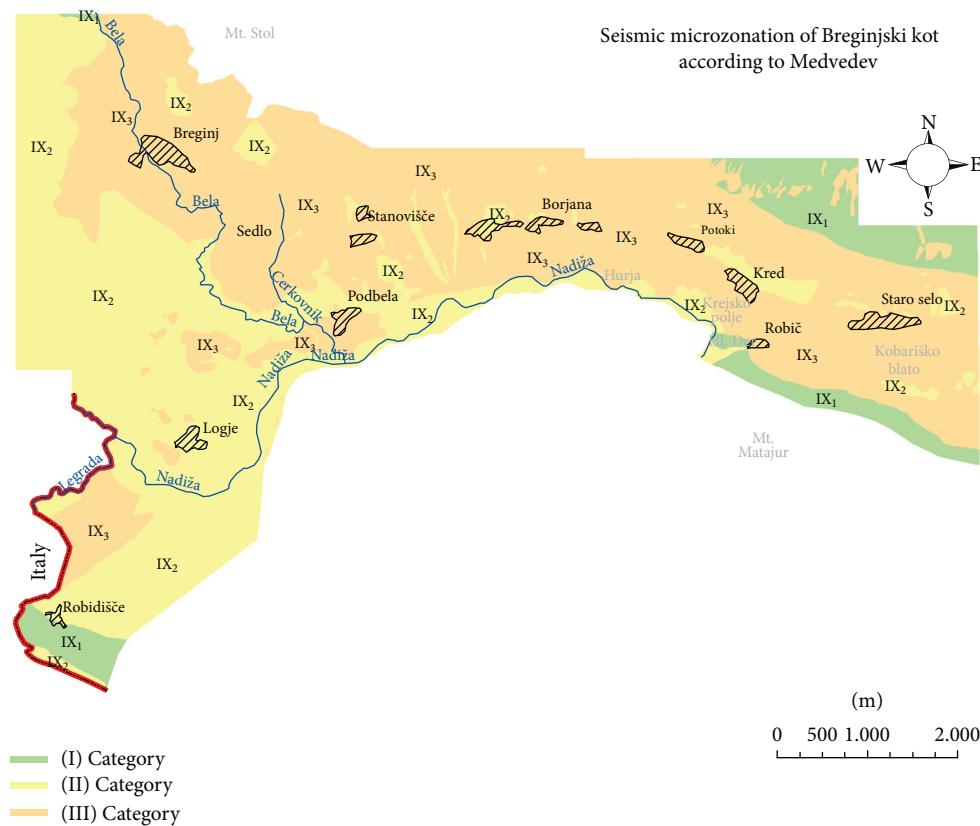 Seismic microzonation of Breginjski kot
according to Medvedev
IX₁
Bela
Mt. Stol
IX₂
IX₃
Breginj
IX₂
IX₂
N
W
E
S
IX₃
Bela
IX₃
Stanovišče
IX₂
Borjana
IX₃
Potoki
IX₁
Sedlo
IX₃
IX₃
Nadiža
Hurja
Kred
IX₂
Cerkovnik
IX₂
Podbela
IX₂
Bela
IX₂
Krejsko
polje
Staro selo
IX₂
IX₃
IX₃
Nadiža
Nadiža
Robič
IX₃
Kobariško
blato
IX₂
IX₂
IX₁
Logje
Mt.
Matajur
Legrada
Nadiža
IX₃
Italy
IX₂
Robidišče
IX₁
IX₂
(m)
0 500 1.000 2.000
(I) Category
(II) Category
(III) Category